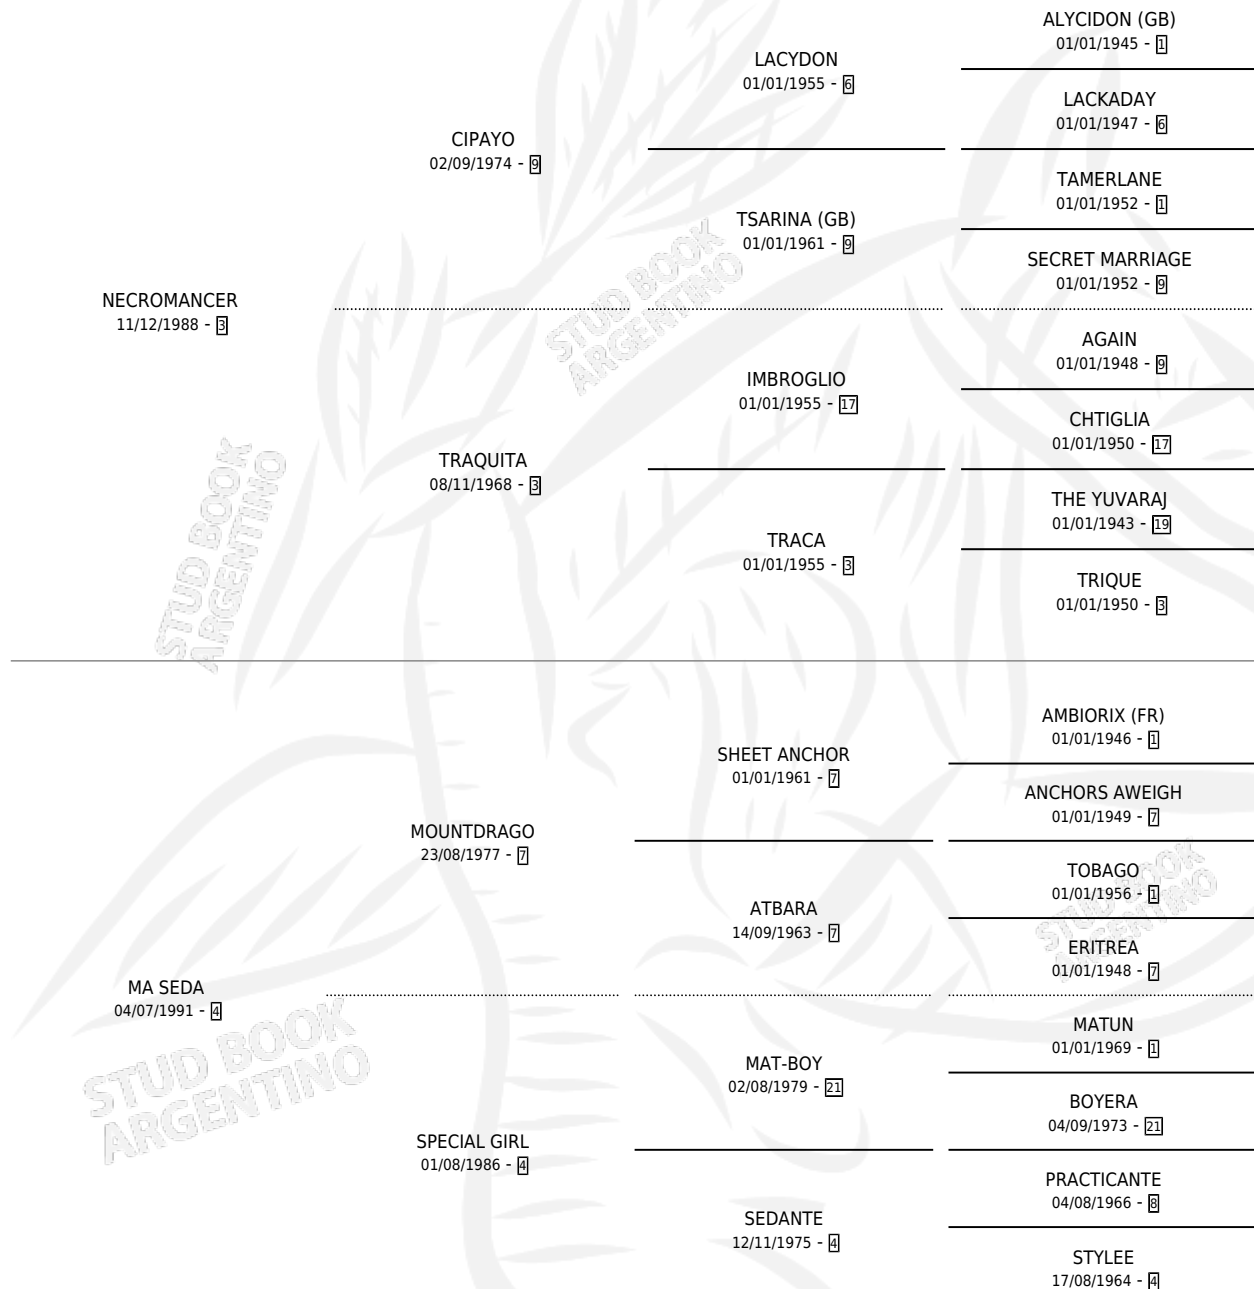 ALYCIDON (GB)
01/01/1945 - 1
LACYDON
01/01/1955 - 6
LACKADAY
01/01/1947 - 6
CIPAYO
02/09/1974 - 9
TAMERLANE
01/01/1952 - 1
TSARINA (GB)
01/01/1961 - 9
SECRET MARRIAGE
01/01/1952 - 9
NECROMANCER
11/12/1988 - 3
AGAIN
01/01/1948 - 9
IMBROGLIO
01/01/1955 - 17
CHTIGLIA
01/01/1950 - 17
TRAQUITA
08/11/1968 - 3
THE YUVARAJ
01/01/1943 - 19
TRACA
01/01/1955 - 3
TRIQUE
01/01/1950 - 3
AMBIORIX (FR)
01/01/1946 - 1
SHEET ANCHOR
01/01/1961 - 7
ANCHORS AWEIGH
01/01/1949 - 7
MOUNTDRAGO
23/08/1977 - 7
TOBAGO
01/01/1956 - 1
ATBARA
14/09/1963 - 7
ERITREA
01/01/1948 - 7
MA SEDA
04/07/1991 - 4
MATUN
01/01/1969 - 1
MAT-BOY
02/08/1979 - 21
BOYERA
04/09/1973 - 21
SPECIAL GIRL
01/08/1986 - 4
PRACTICANTE
04/08/1966 - 8
SEDANTE
12/11/1975 - 4
STYLEE
17/08/1964 - 4
STUD BOOK
ARGENTINO
STUD BOOK
ARGENTINO
STUD BOOK
ARGENTINO
STUD BOOK
ARGENTINO